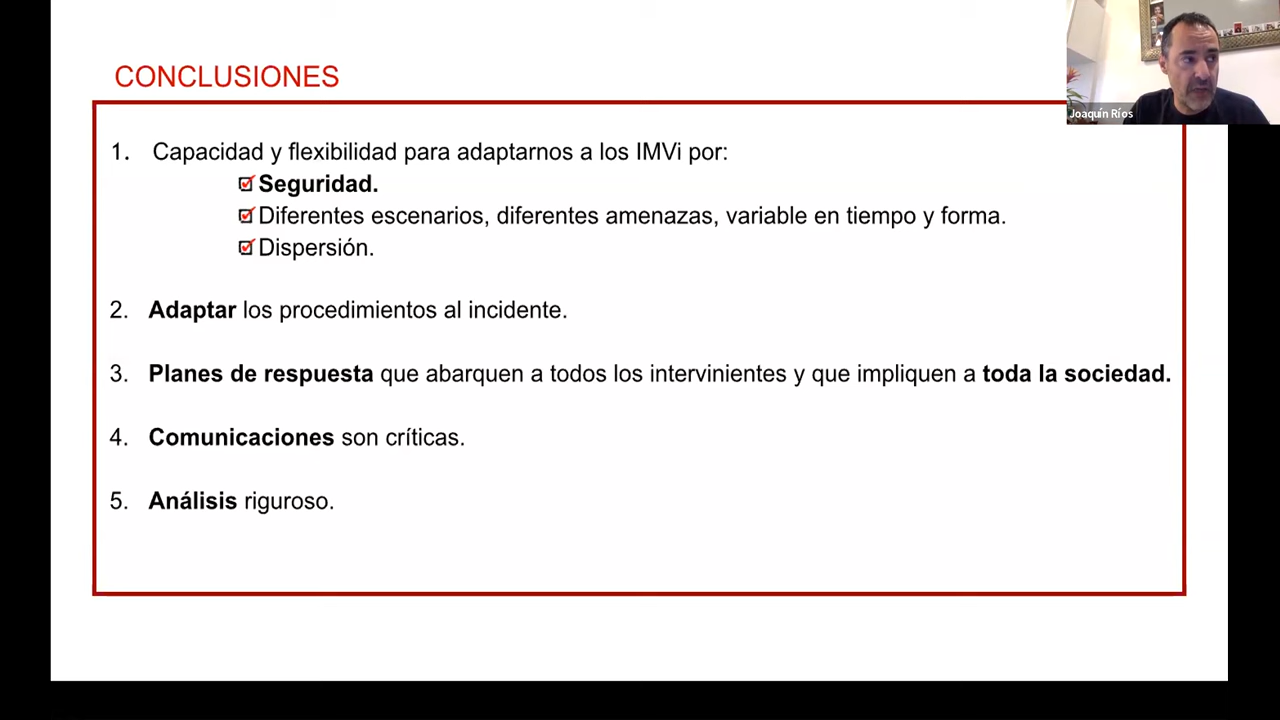 CONCLUSIONES
Joaquín Ríos
1. Capacidad y flexibilidad para adaptarnos a los IMVi por:
Seguridad.
Diferentes escenarios, diferentes amenazas, variable en tiempo y forma.
Dispersión.
2. Adaptar los procedimientos al incidente.
3. Planes de respuesta que abarquen a todos los intervinientes y que impliquen a toda la sociedad.
4. Comunicaciones son críticas.
5. Análisis riguroso.